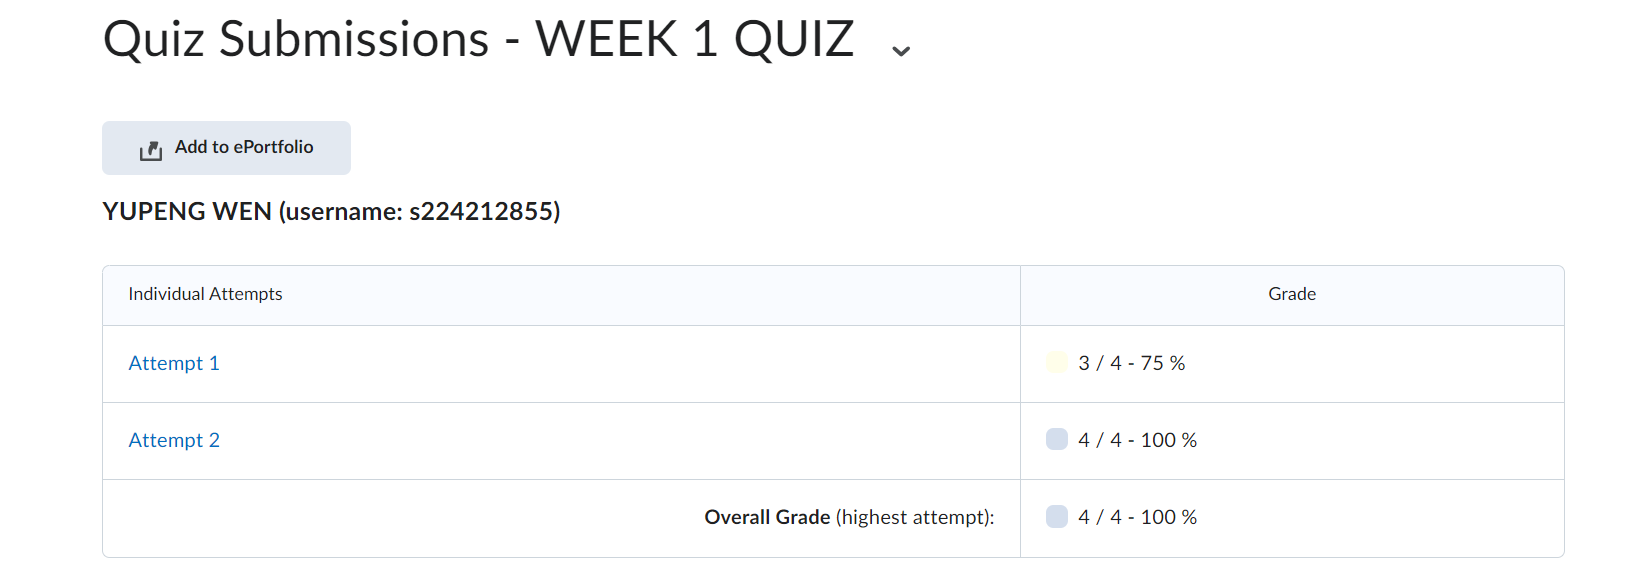 Quiz Submissions - WEEK 1 QUIZ
Add to ePortfolio
YUPENG WEN (username: s224212855)
Individual Attempts Grade
Attempt 1 3 / 4 - 75 %
Attempt 2 4 / 4 - 100 %
Overall Grade (highest attempt): 4 / 4 - 100 %